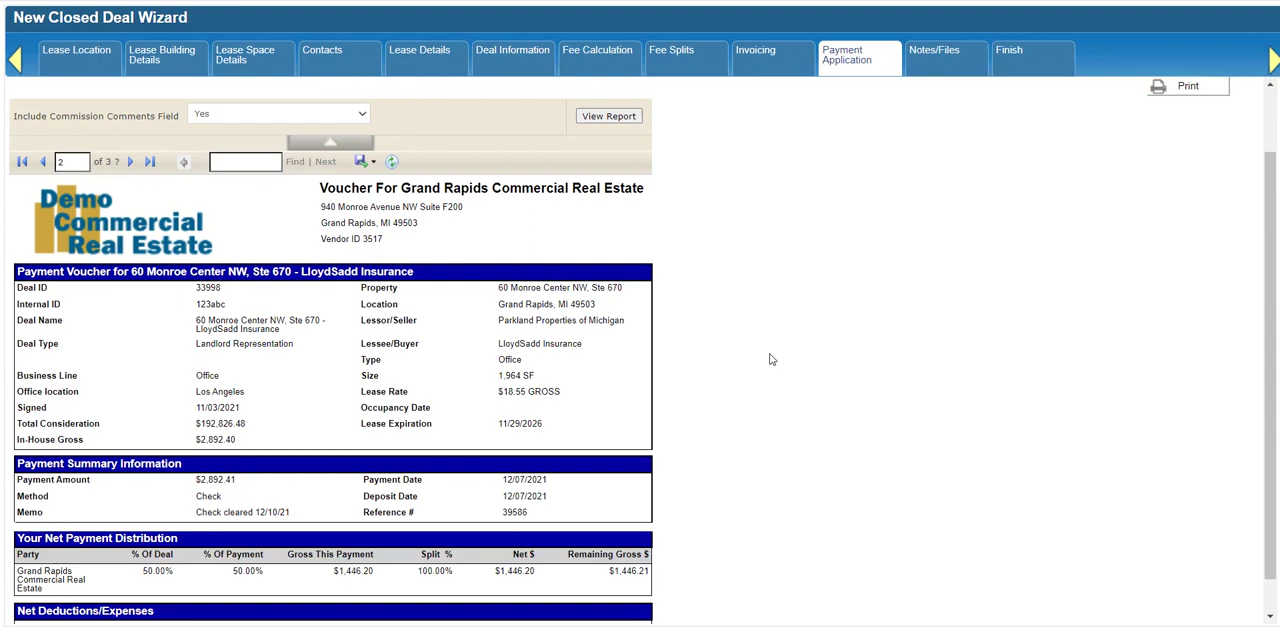 New Closed Deal Wizard
Lease Location
Lease Building Details
Lease Space Details
Contacts
Lease Details
Deal Information
Fee Calculation
Fee Splits
Invoicing
Payment Application
Notes/Files
Finish
Print
Include Commission Comments Field Yes View Report
2 of 3 ? Find | Next
Demo
Commercial
Real Estate
Voucher For Grand Rapids Commercial Real Estate
940 Monroe Avenue NW Suite F200
Grand Rapids, MI 49503
Vendor ID 3517
Payment Voucher for 60 Monroe Center NW, Ste 670 - LloydSadd Insurance
Deal ID 33998 Property 60 Monroe Center NW, Ste 670
Internal ID 123abc Location Grand Rapids, MI 49503
Deal Name 60 Monroe Center NW, Ste 670 - Lessor/Seller Parkland Properties of Michigan
LloydSadd Insurance
Deal Type Landlord Representation Lessee/Buyer LloydSadd Insurance
Type Office
Business Line Office Size 1,964 SF
Office location Los Angeles Lease Rate $18.55 GROSS
Signed 11/03/2021 Occupancy Date
Total Consideration $192,826.48 Lease Expiration 11/29/2026
In-House Gross $2,892.40
Payment Summary Information
Payment Amount $2,892.41 Payment Date 12/07/2021
Method Check Deposit Date 12/07/2021
Memo Check cleared 12/10/21 Reference # 39586
Your Net Payment Distribution
Party % Of Deal % Of Payment Gross This Payment Split % Net $ Remaining Gross $
Grand Rapids 50.00% 50.00% $1,446.20 100.00% $1,446.20 $1,446.21
Commercial Real
Estate
Net Deductions/Expenses